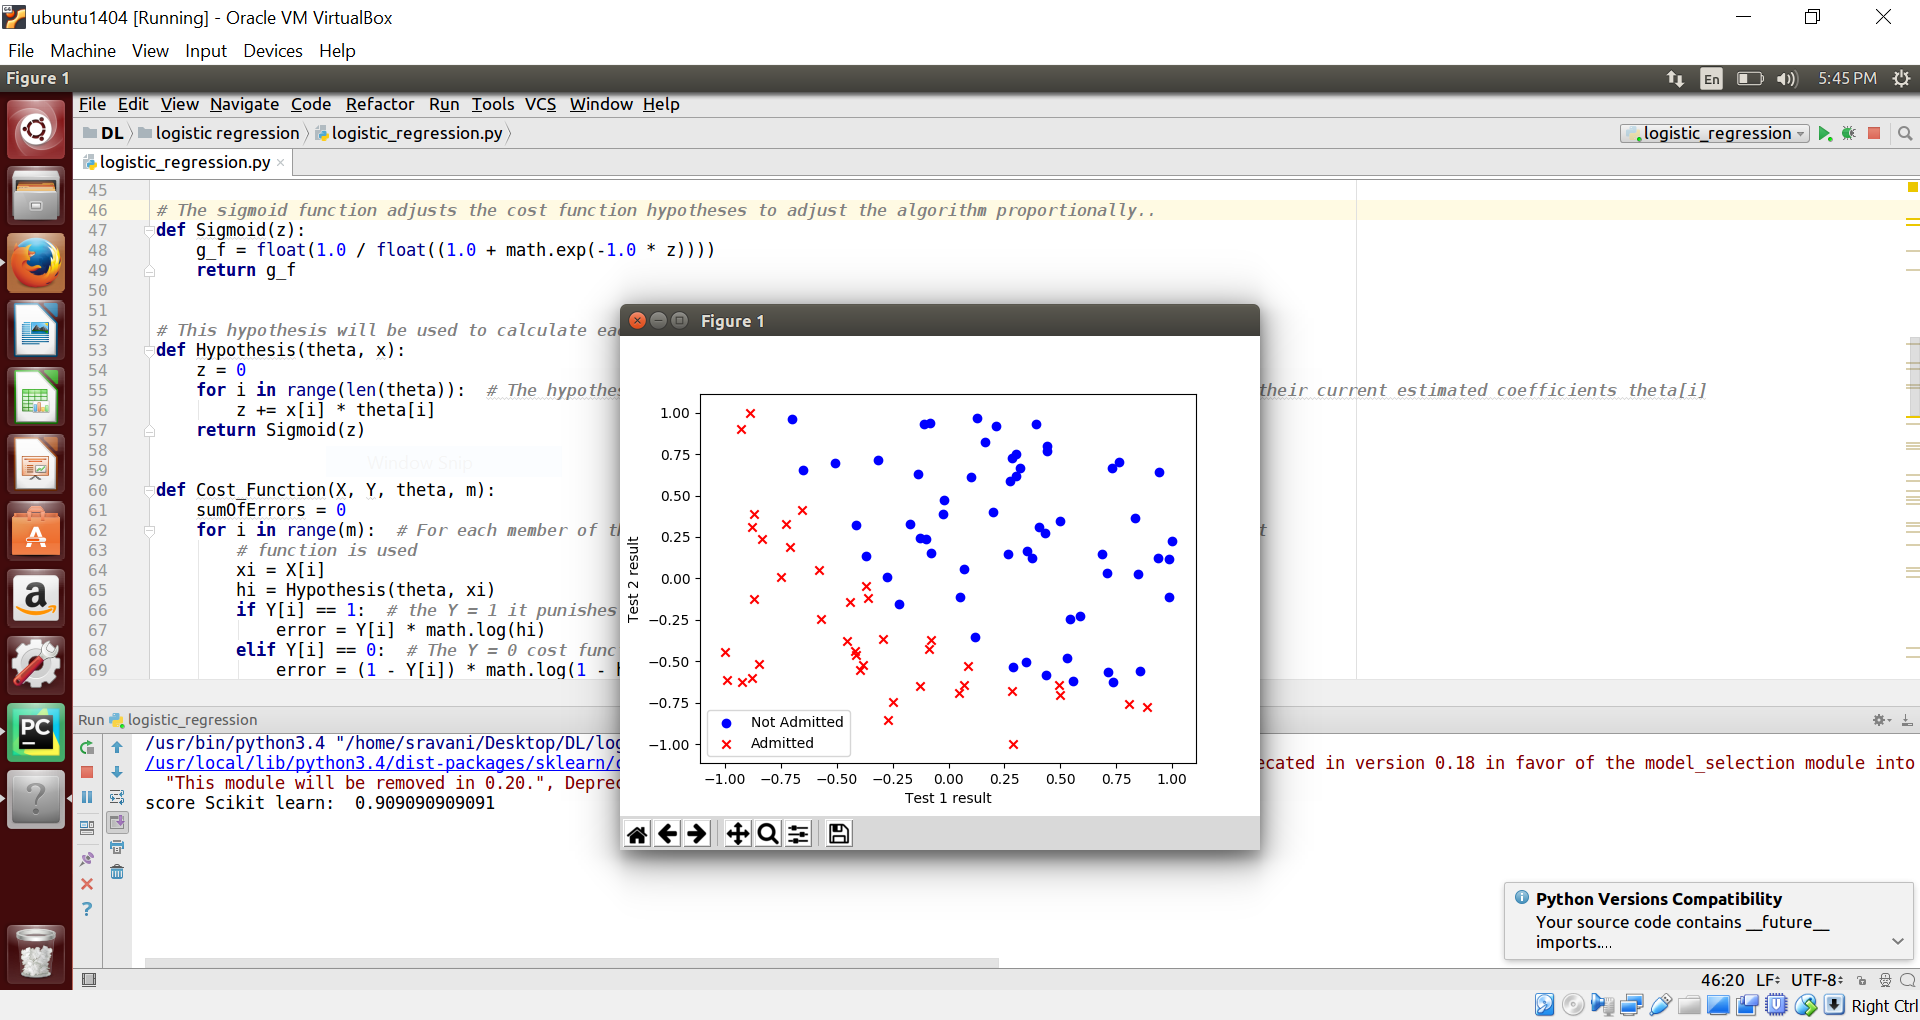 ubuntu1404 [Running] - Oracle VM VirtualBox
File Machine View Input Devices Help
Figure 1 En 5:45 PM
File Edit View Navigate Code Refactor Run Tools VCS Window Help
DL logistic regression logistic_regression.py logistic_regression
logistic_regression.py
45
46 # The sigmoid function adjusts the cost function hypotheses to adjust the algorithm proportionally..
47 def Sigmoid(z):
48 g_f = float(1.0 / float((1.0 + math.exp(-1.0 * z))))
49 return g_f
50
51
52 # This hypothesis will be used to calculate
53 def Hypothesis(theta, x):
54 z = 0
55 for i in range(len(theta)): # The their current estimated coefficients theta[i]
56 z += x[i] * theta[i]
57 return Sigmoid(z)
58
Window Snip
59
60 def Cost_Function(X, Y, theta, m):
61 sumOfErrors = 0
62 for i in range(m): # For each member of
63 # function is used
64 xi = X[i]
65 hi = Hypothesis(theta, xi)
66 if Y[i] == 1: # the Y = 1 it punishes
67 error = Y[i] * math.log(hi)
68 elif Y[i] == 0: # The Y = 0 cost func
69 error = (1 - Y[i]) * math.log(1 -
Figure 1
1.00
0.75
0.50
0.25
0.00
−0.25
−0.50
−0.75
−1.00
Test 2 result
Not Admitted
Admitted
−1.00 −0.75 −0.50 −0.25 0.00 0.25 0.50 0.75 1.00
Test 1 result
Run logistic_regression
/usr/bin/python3.4 "/home/sravani/Desktop/DL/log
/usr/local/lib/python3.4/dist-packages/sklearn/ ecated in version 0.18 in favor of the model_selection module into
"This module will be removed in 0.20.", Deprec
score Scikit learn: 0.909090909091
Python Versions Compatibility
Your source code contains __future__
imports....
46:20 LF UTF-8
Right Ctrl